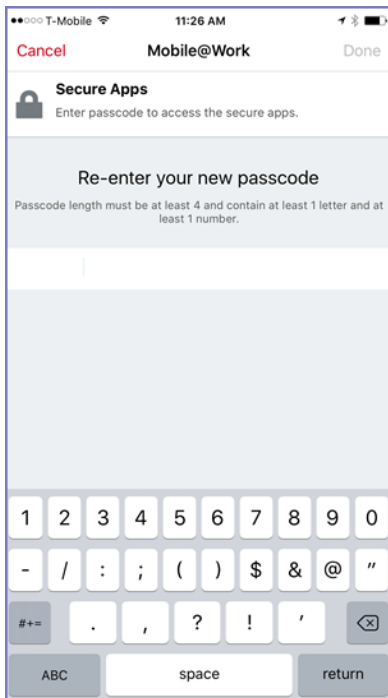 T-Mobile 11:26 AM
Cancel Mobile@Work Done
Secure Apps
Enter passcode to access the secure apps.
Re-enter your new passcode
Passcode length must be at least 4 and contain at least 1 letter and at
least 1 number.
1 2 3 4 5 6 7 8 9 0
- / : ; ( ) $ & @ "
#+= . , ? ! '
ABC space return